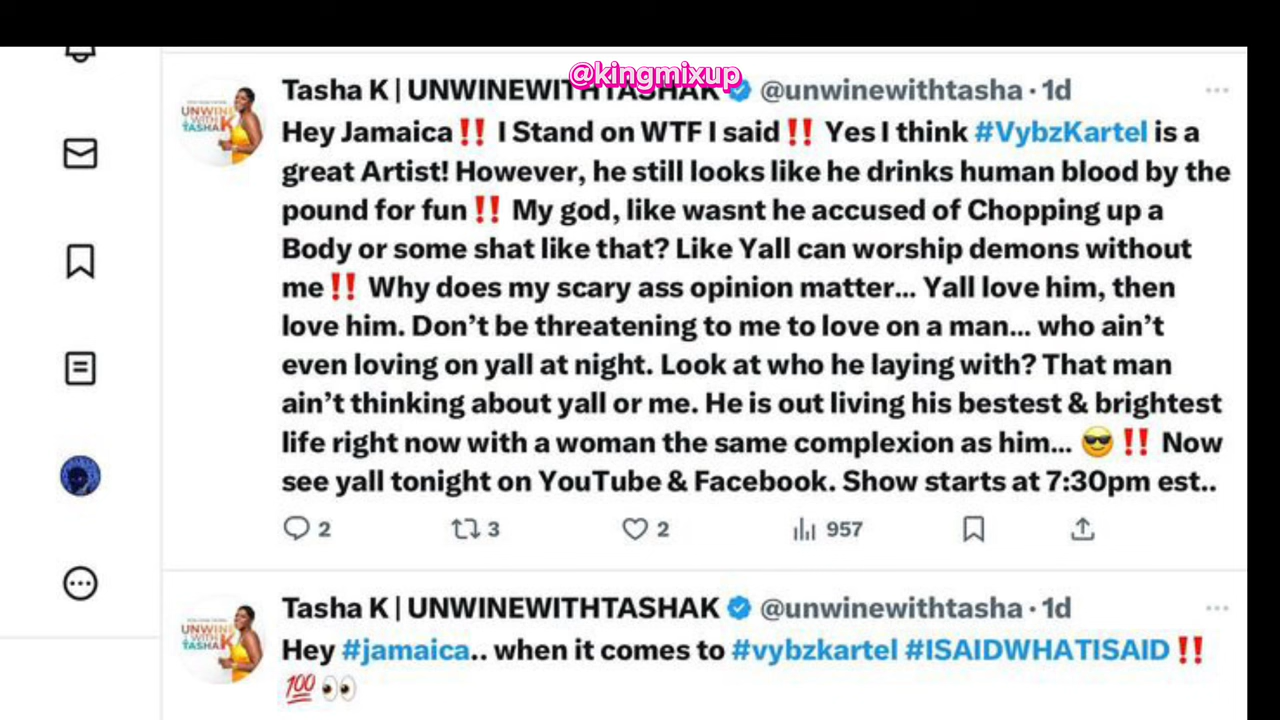 @kingmixup
Tasha K | UNWINEWITHTASHAK @unwinewithtasha · 1d
Hey Jamaica‼️ I Stand on WTF I said‼️ Yes I think #VybzKartel is a
great Artist! However, he still looks like he drinks human blood by the
pound for fun‼️ My god, like wasnt he accused of Chopping up a
Body or some shat like that? Like Yall can worship demons without
me‼️ Why does my scary ass opinion matter... Yall love him, then
love him. Don’t be threatening to me to love on a man... who ain’t
even loving on yall at night. Look at who he laying with? That man
ain’t thinking about yall or me. He is out living his bestest & brightest
life right now with a woman the same complexion as him... 😎‼️ Now
see yall tonight on YouTube & Facebook. Show starts at 7:30pm est..
2 3 2 957
UNWINE
WITH
TASHAK
Tasha K | UNWINEWITHTASHAK @unwinewithtasha · 1d
Hey #jamaica.. when it comes to #vybzkartel #ISAIDWHATISAID‼️
💯👀
UNWINE
WITH
TASHAK